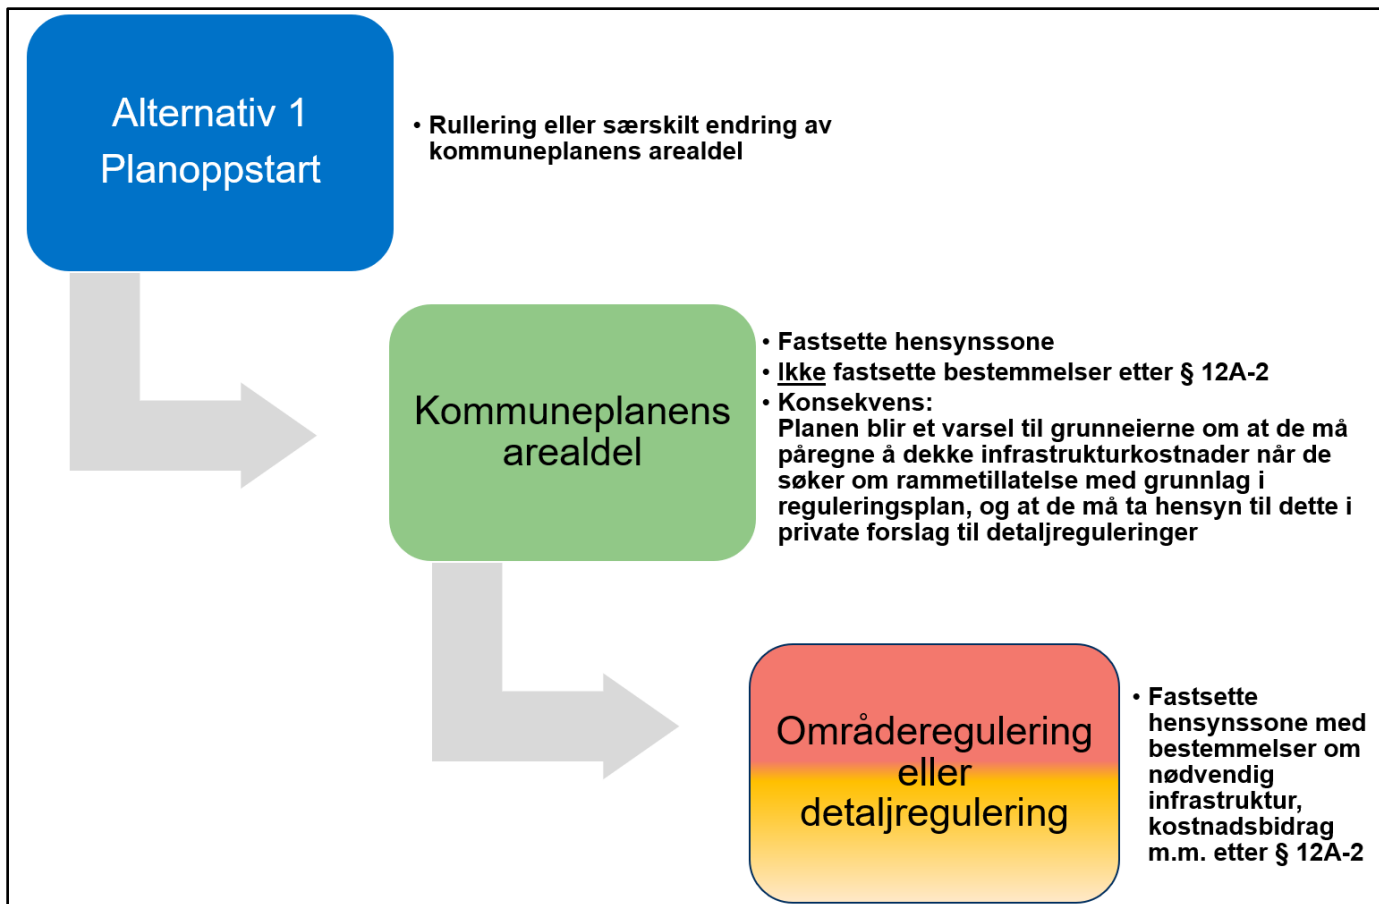 Alternativ 1
Planoppstart
• Rullering eller særskilt endring av
kommuneplanens arealdel
Kommuneplanens
arealdel
• Fastsette hensynssone
• Ikke fastsette bestemmelser etter § 12A-2
• Konsekvens:
Planen blir et varsel til grunneierne om at de må
påregne å dekke infrastrukturkostnader når de
søker om rammetillatelse med grunnlag i
reguleringsplan, og at de må ta hensyn til dette i
private forslag til detaljreguleringer
Områderegulering
eller
detaljregulering
• Fastsette
hensynssone med
bestemmelser om
nødvendig
infrastruktur,
kostnadsbidrag
m.m. etter § 12A-2